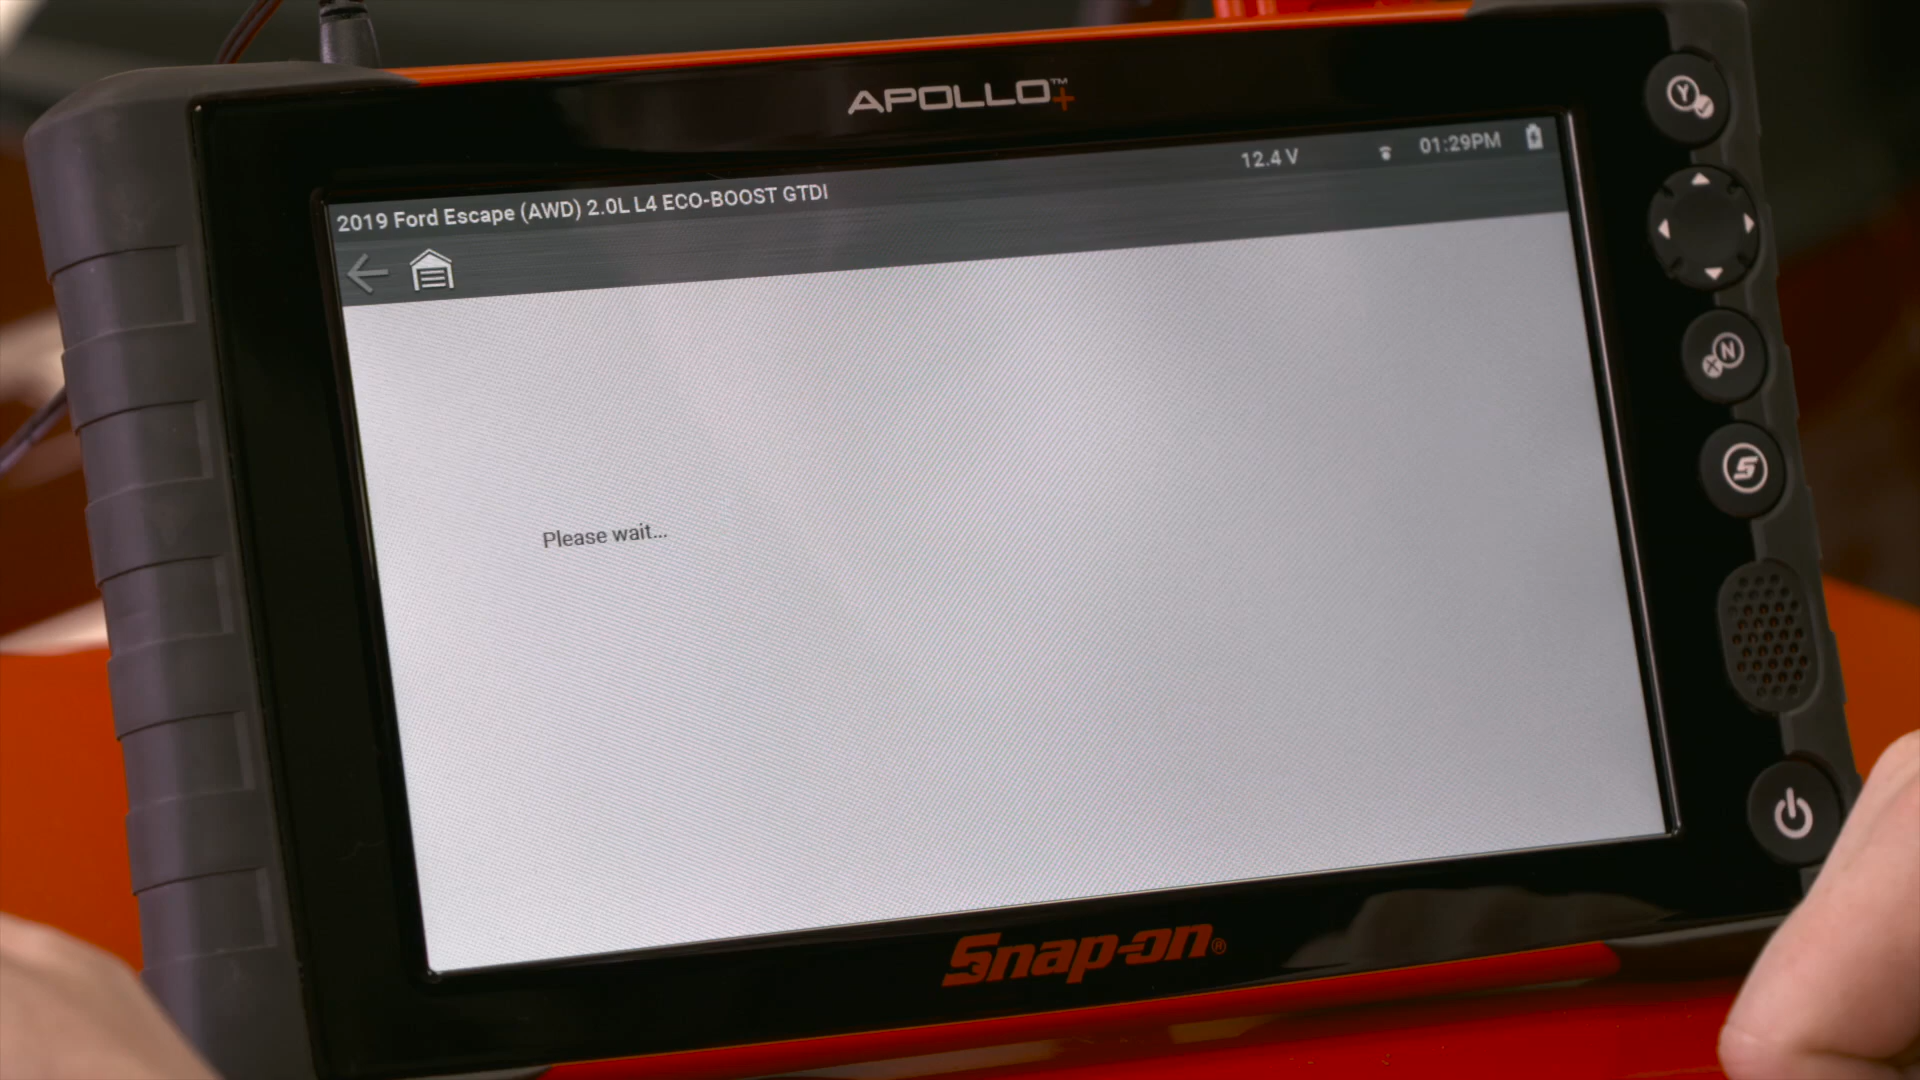 APOLLO+™
12.4 V 01:29PM
2019 Ford Escape (AWD) 2.0L L4 ECO-BOOST GTDI
Please wait...
Y
N
S
Snap-on®